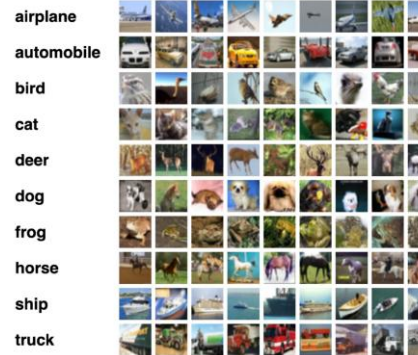 airplane
automobile
bird
cat
deer
dog
frog
horse
ship
truck